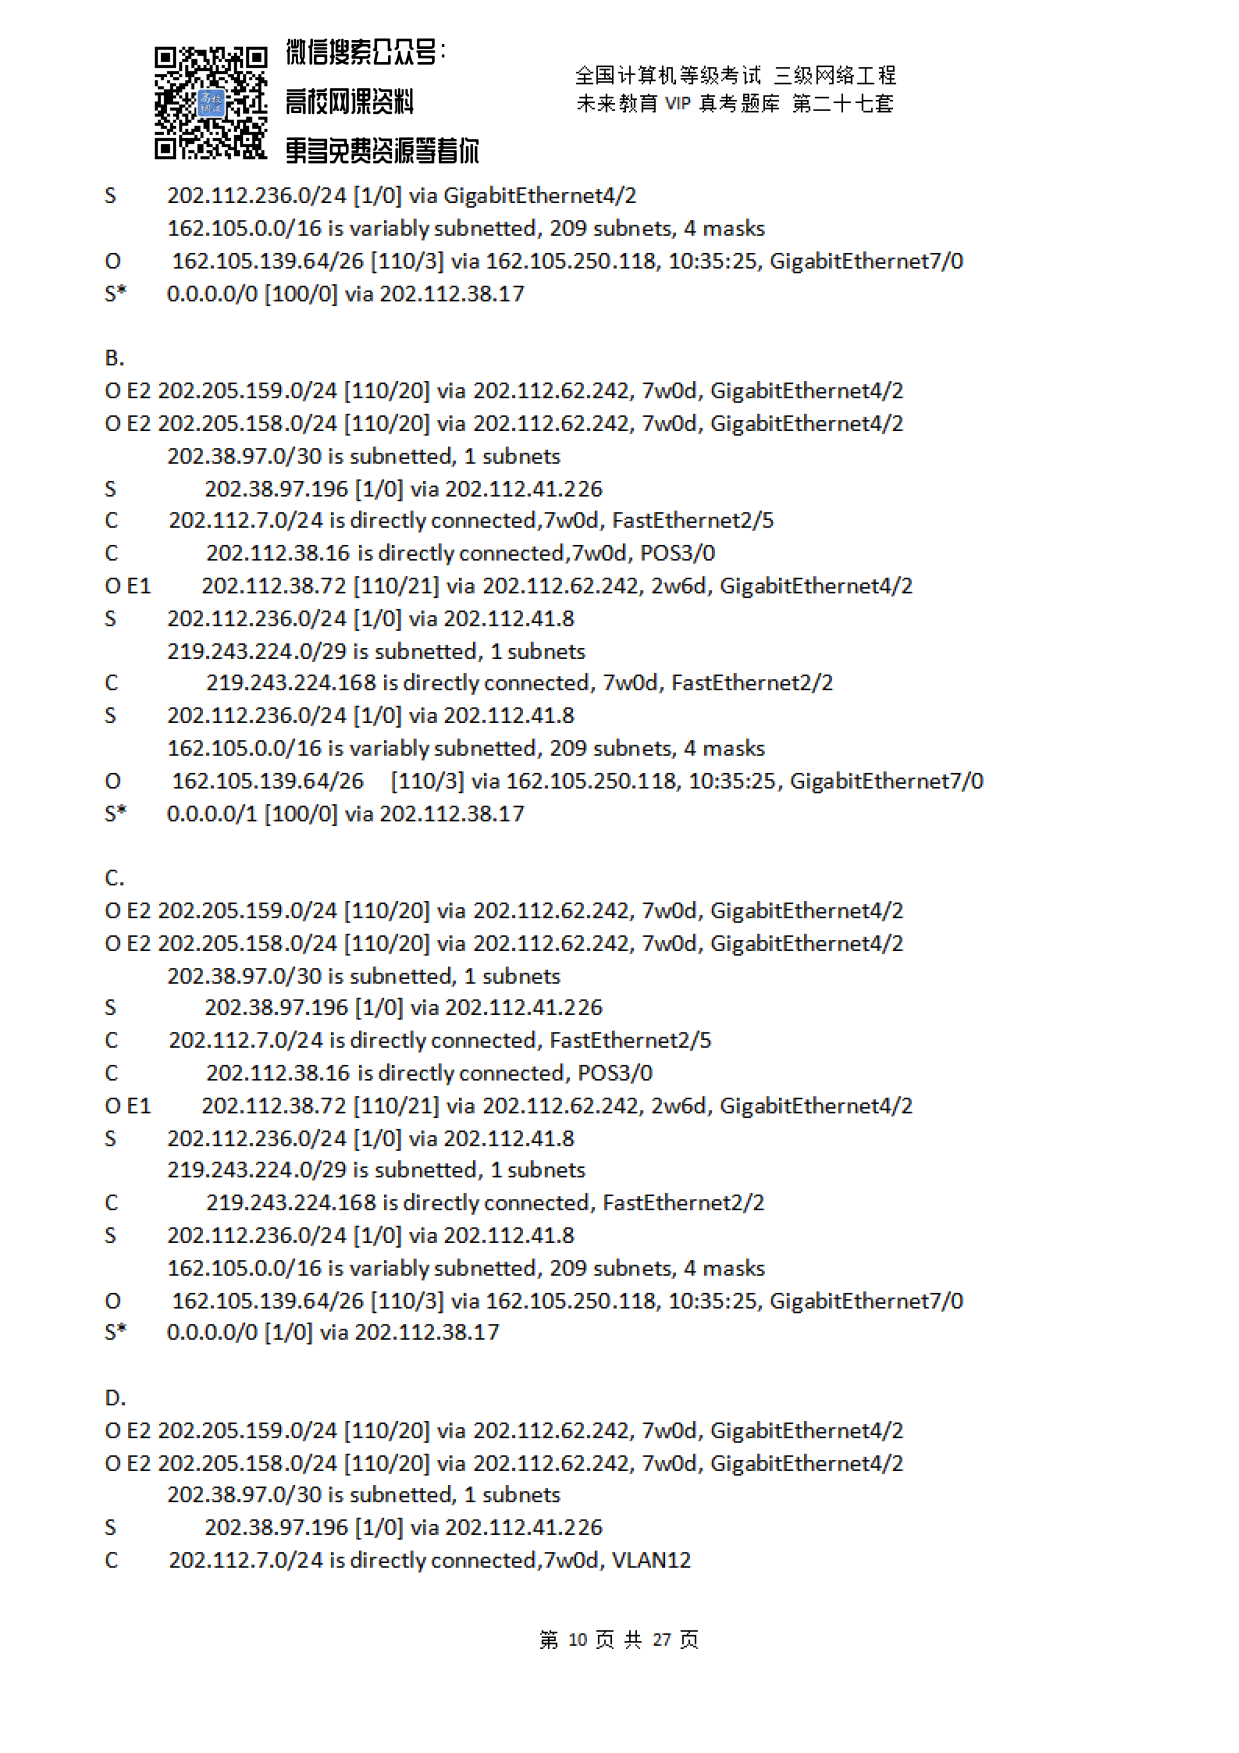 微信搜索公众号：
高校网课资料
更多免费资源等着你
高校
网课
全国计算机等级考试 三级网络工程
未来教育 VIP 真考题库 第二十七套
S 202.112.236.0/24 [1/0] via GigabitEthernet4/2
162.105.0.0/16 is variably subnetted, 209 subnets, 4 masks
O 162.105.139.64/26 [110/3] via 162.105.250.118, 10:35:25, GigabitEthernet7/0
S* 0.0.0.0/0 [100/0] via 202.112.38.17
B.
O E2 202.205.159.0/24 [110/20] via 202.112.62.242, 7w0d, GigabitEthernet4/2
O E2 202.205.158.0/24 [110/20] via 202.112.62.242, 7w0d, GigabitEthernet4/2
202.38.97.0/30 is subnetted, 1 subnets
S 202.38.97.196 [1/0] via 202.112.41.226
C 202.112.7.0/24 is directly connected,7w0d, FastEthernet2/5
C 202.112.38.16 is directly connected,7w0d, POS3/0
O E1 202.112.38.72 [110/21] via 202.112.62.242, 2w6d, GigabitEthernet4/2
S 202.112.236.0/24 [1/0] via 202.112.41.8
219.243.224.0/29 is subnetted, 1 subnets
C 219.243.224.168 is directly connected, 7w0d, FastEthernet2/2
S 202.112.236.0/24 [1/0] via 202.112.41.8
162.105.0.0/16 is variably subnetted, 209 subnets, 4 masks
O 162.105.139.64/26 [110/3] via 162.105.250.118, 10:35:25, GigabitEthernet7/0
S* 0.0.0.0/1 [100/0] via 202.112.38.17
C.
O E2 202.205.159.0/24 [110/20] via 202.112.62.242, 7w0d, GigabitEthernet4/2
O E2 202.205.158.0/24 [110/20] via 202.112.62.242, 7w0d, GigabitEthernet4/2
202.38.97.0/30 is subnetted, 1 subnets
S 202.38.97.196 [1/0] via 202.112.41.226
C 202.112.7.0/24 is directly connected, FastEthernet2/5
C 202.112.38.16 is directly connected, POS3/0
O E1 202.112.38.72 [110/21] via 202.112.62.242, 2w6d, GigabitEthernet4/2
S 202.112.236.0/24 [1/0] via 202.112.41.8
219.243.224.0/29 is subnetted, 1 subnets
C 219.243.224.168 is directly connected, FastEthernet2/2
S 202.112.236.0/24 [1/0] via 202.112.41.8
162.105.0.0/16 is variably subnetted, 209 subnets, 4 masks
O 162.105.139.64/26 [110/3] via 162.105.250.118, 10:35:25, GigabitEthernet7/0
S* 0.0.0.0/0 [1/0] via 202.112.38.17
D.
O E2 202.205.159.0/24 [110/20] via 202.112.62.242, 7w0d, GigabitEthernet4/2
O E2 202.205.158.0/24 [110/20] via 202.112.62.242, 7w0d, GigabitEthernet4/2
202.38.97.0/30 is subnetted, 1 subnets
S 202.38.97.196 [1/0] via 202.112.41.226
C 202.112.7.0/24 is directly connected,7w0d, VLAN12
第 10 页 共 27 页